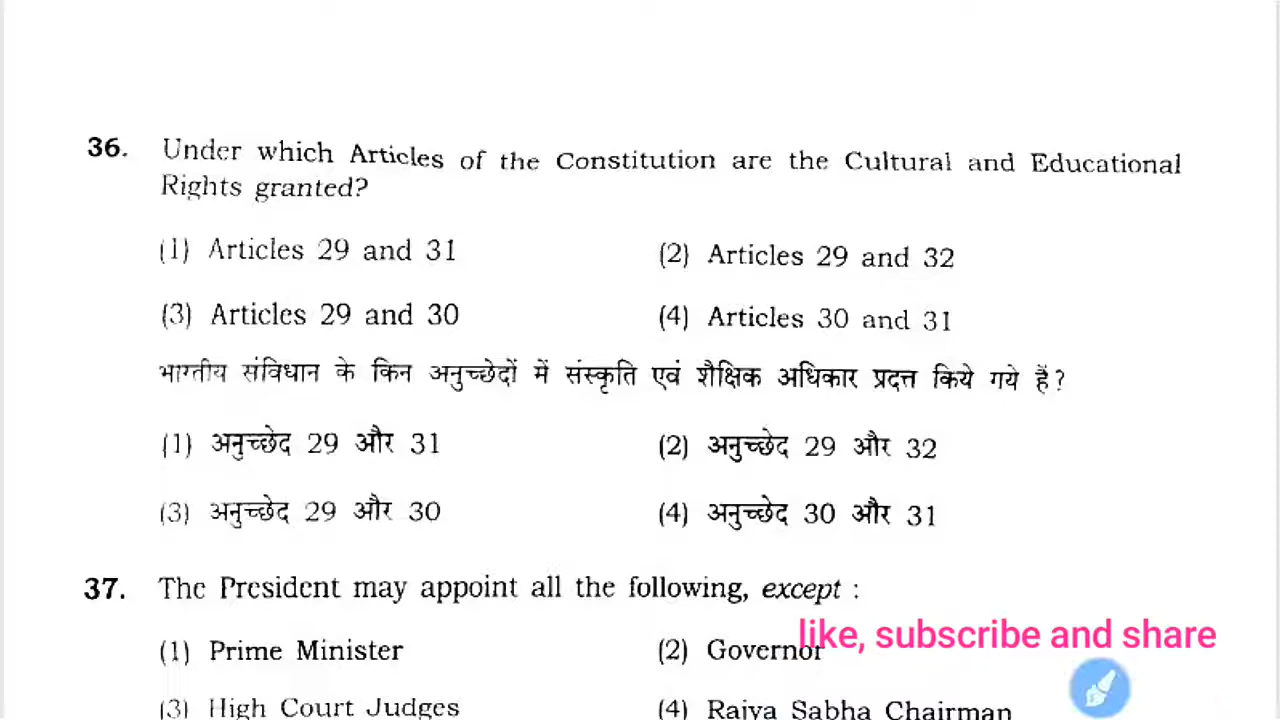 36. Under which Articles of the Constitution are the Cultural and Educational
Rights granted?
(1) Articles 29 and 31 (2) Articles 29 and 32
(3) Articles 29 and 30 (4) Articles 30 and 31
भारतीय संविधान के किन अनुच्छेदों में संस्कृति एवं शैक्षिक अधिकार प्रदत्त किये गये हैं?
(1) अनुच्छेद 29 और 31 (2) अनुच्छेद 29 और 32
(3) अनुच्छेद 29 और 30 (4) अनुच्छेद 30 और 31
37. The President may appoint all the following, except :
like, subscribe and share
(1) Prime Minister (2) Governor
(3) High Court Judges (4) Rajya Sabha Chairman